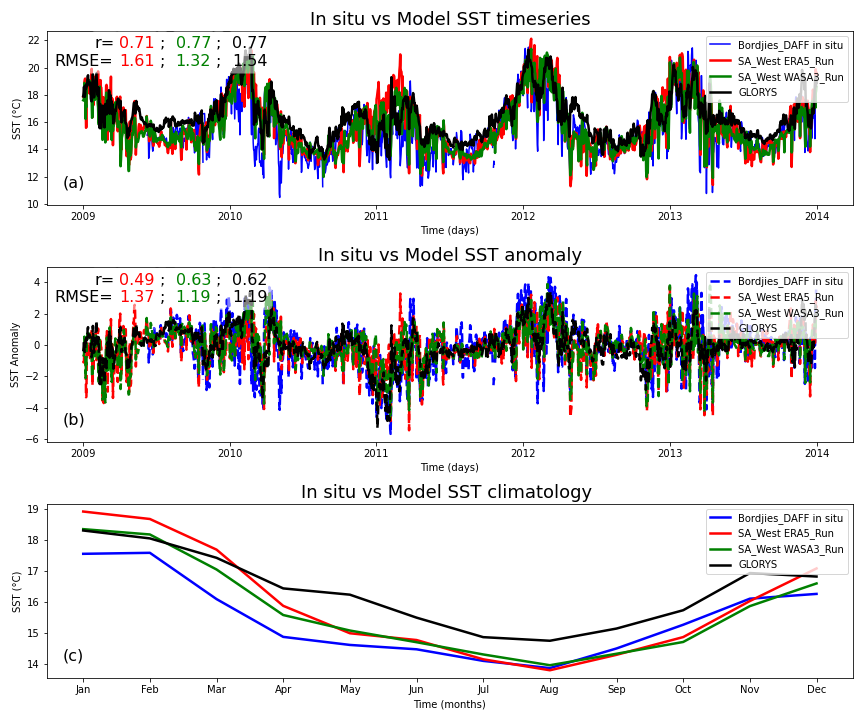 In situ vs Model SST timeseries
r= 0.71 ; 0.77 ; 0.77
RMSE= 1.61 ; 1.32 ; 1.54
Bordjies_DAFF in situ
SA_West ERA5_Run
SA_West WASA3_Run
GLORYS
SST (°C)
22
20
18
16
14
12
10
(a)
2009 2010 2011 2012 2013 2014
Time (days)
In situ vs Model SST anomaly
r= 0.49 ; 0.63 ; 0.62
RMSE= 1.37 ; 1.19 ; 1.19
Bordjies_DAFF in situ
SA_West ERA5_Run
SA_West WASA3_Run
GLORYS
SST Anomaly
4
2
0
−2
−4
−6
(b)
2009 2010 2011 2012 2013 2014
Time (days)
In situ vs Model SST climatology
Bordjies_DAFF in situ
SA_West ERA5_Run
SA_West WASA3_Run
GLORYS
SST (°C)
19
18
17
16
15
14
(c)
Jan Feb Mar Apr May Jun Jul Aug Sep Oct Nov Dec
Time (months)